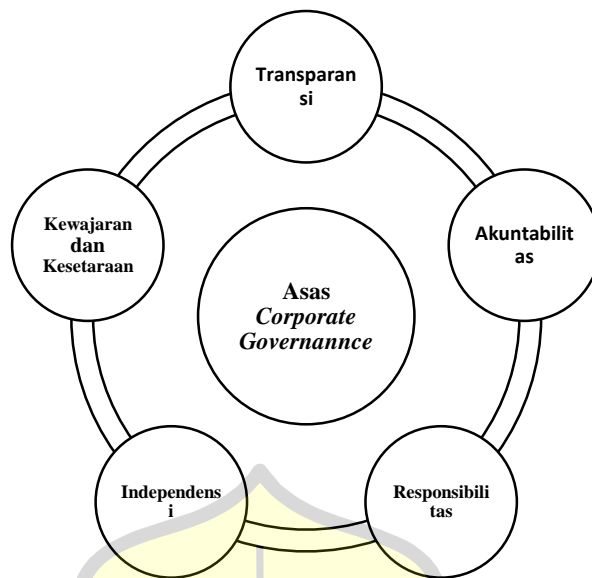 Transparan
si
Akuntabilit
as
Responsibili
tas
Independens
i
Kewajaran
dan
Kesetaraan
Asas
Corporate
Governannce